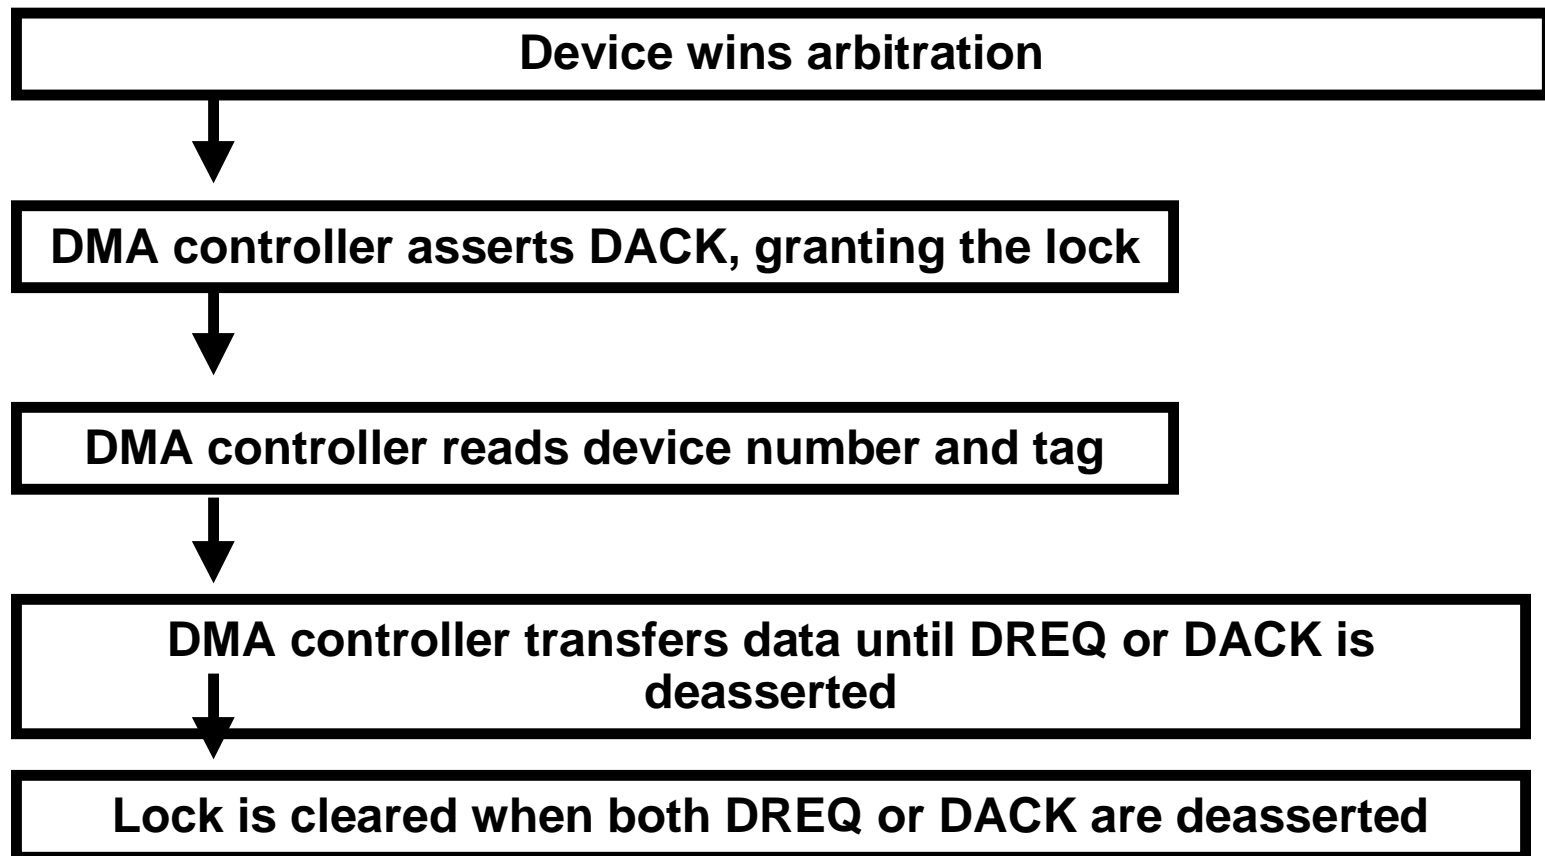 Device wins arbitration
DMA controller asserts DACK, granting the lock
DMA controller reads device number and tag
DMA controller transfers data until DREQ or DACK is
deasserted
Lock is cleared when both DREQ or DACK are deasserted